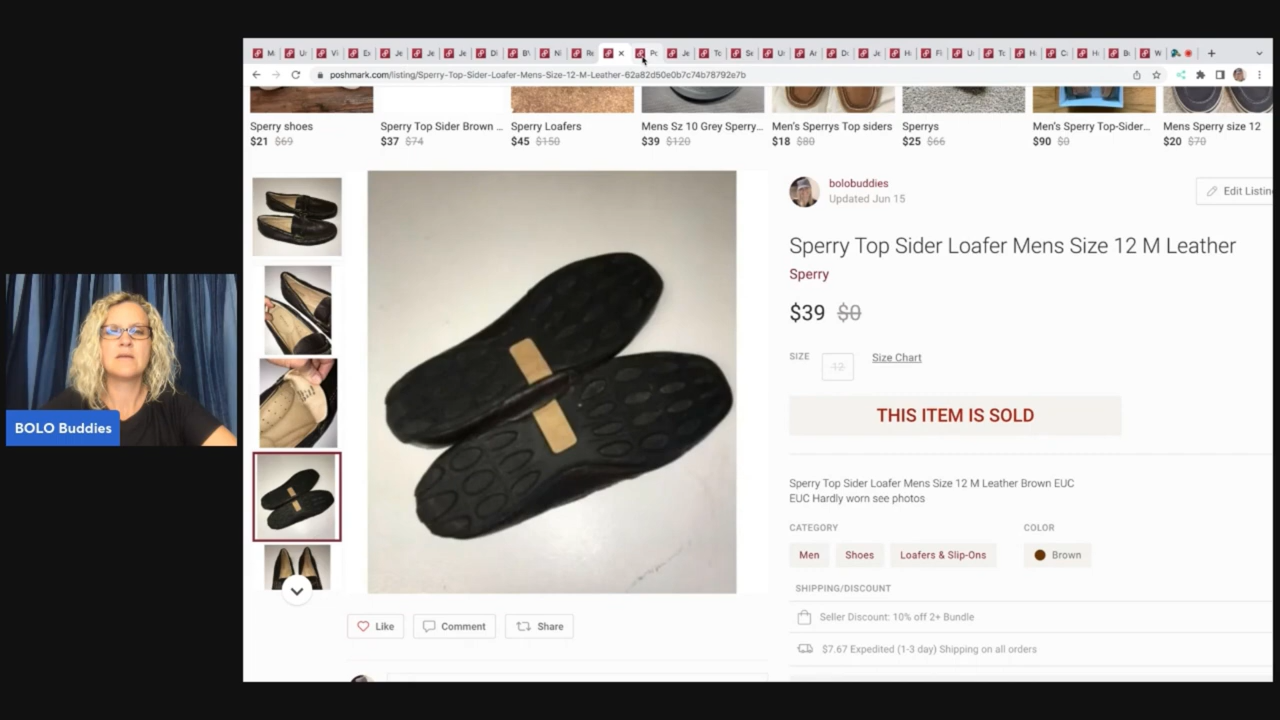 poshmark.com/listing/Sperry-Top-Sider-Loafer-Mens-Size-12-M-Leather-62a82d50e0b7c74b78792e7b
Sperry shoes
$21 $69
Sperry Top Sider Brown ...
$37 $74
Sperry Loafers
$45 $150
Mens Sz 10 Grey Sperry...
$39 $120
Men's Sperrys Top siders
$18 $80
Sperrys
$25 $66
Men's Sperry Top-Sider...
$90 $0
Mens Sperry size 12
$20 $70
bolobuddies
Updated Jun 15
Edit Listin
Sperry Top Sider Loafer Mens Size 12 M Leather
Sperry
$39 $0
SIZE 12 Size Chart
THIS ITEM IS SOLD
Sperry Top Sider Loafer Mens Size 12 M Leather Brown EUC
EUC Hardly worn see photos
CATEGORY COLOR
Men Shoes Loafers & Slip-Ons Brown
SHIPPING/DISCOUNT
Seller Discount: 10% off 2+ Bundle
$7.67 Expedited (1-3 day) Shipping on all orders
Like Comment Share
BOLO Buddies